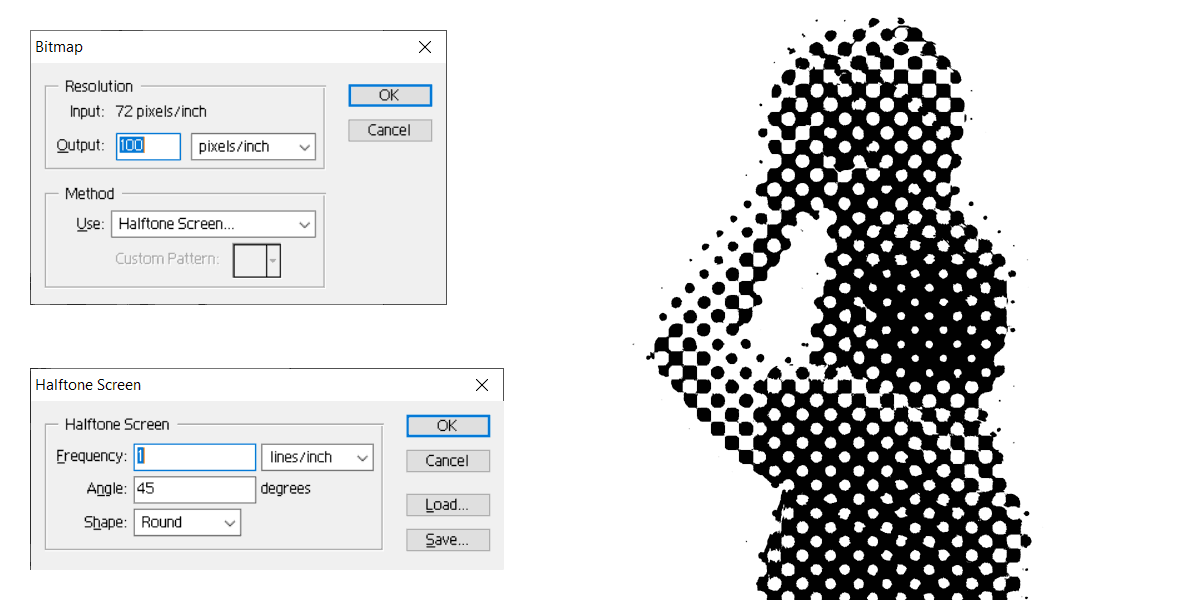 Bitmap
Resolution
Input: 72 pixels/inch
Output: 100 pixels/inch
OK
Cancel
Method
Use: Halftone Screen...
Custom Pattern:
Halftone Screen
Halftone Screen
Frequency: 1 lines/inch
Angle: 45 degrees
Shape: Round
OK
Cancel
Load...
Save...